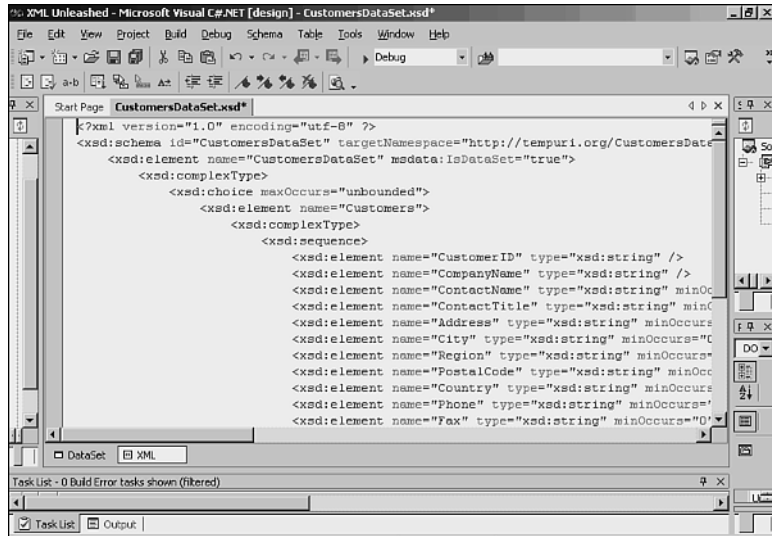 XML Unleashed - Microsoft Visual C#.NET [design] - CustomersDataSet.xsd*
File Edit View Project Build Debug Schema Table Tools Window Help
Debug
a-b
Start Page CustomersDataSet.xsd*
<?xml version="1.0" encoding="utf-8" ?>
<xsd:schema id="CustomersDataSet" targetNamespace="http://tempuri.org/CustomersDate
<xsd:element name="CustomersDataSet" msdata:IsDataSet="true">
<xsd:complexType>
<xsd:choice maxOccurs="unbounded">
<xsd:element name="Customers">
<xsd:complexType>
<xsd:sequence>
<xsd:element name="CustomerID" type="xsd:string" />
<xsd:element name="CompanyName" type="xsd:string" />
<xsd:element name="ContactName" type="xsd:string" minOc
<xsd:element name="ContactTitle" type="xsd:string" minC
<xsd:element name="Address" type="xsd:string" minOccurs
<xsd:element name="City" type="xsd:string" minOccurs="0
<xsd:element name="Region" type="xsd:string" minOccurs=
<xsd:element name="PostalCode" type="xsd:string" minOcc
<xsd:element name="Country" type="xsd:string" minOccurs
<xsd:element name="Phone" type="xsd:string" minOccurs="
<xsd:element name="Fax" type="xsd:string" minOccurs="0"
So
DO
DataSet XML
Task List - 0 Build Error tasks shown (filtered)
Task List Output